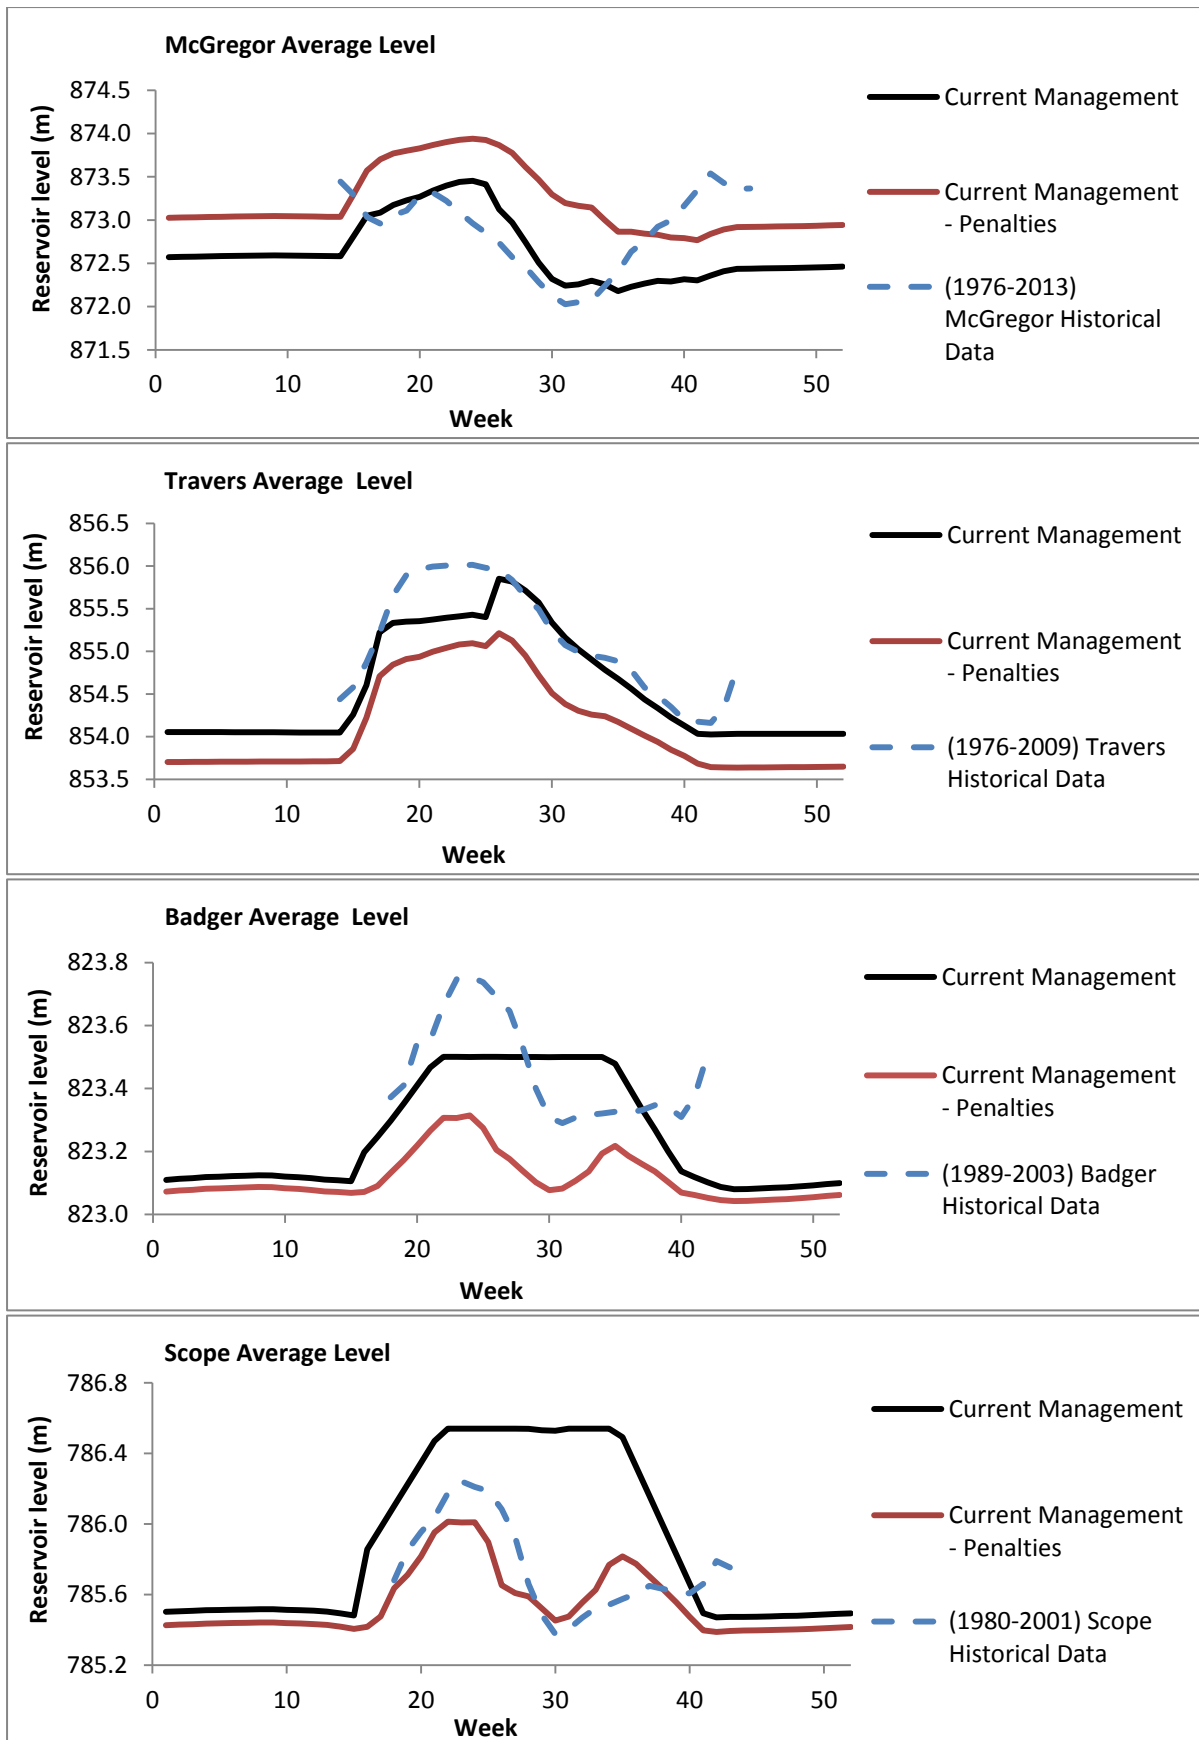 McGregor Average Level
Reservoir level (m)
874.5
874.0
873.5
873.0
872.5
872.0
871.5
0 10 20 30 40 50
Week
Current Management
Current Management
- Penalties
(1976-2013)
McGregor Historical
Data
Travers Average  Level
Reservoir level (m)
856.5
856.0
855.5
855.0
854.5
854.0
853.5
0 10 20 30 40 50
Week
Current Management
Current Management
- Penalties
(1976-2009) Travers
Historical Data
Badger Average  Level
Reservoir level (m)
823.8
823.6
823.4
823.2
823.0
0 10 20 30 40 50
Week
Current Management
Current Management
- Penalties
(1989-2003) Badger
Historical Data
Scope Average Level
Reservoir level (m)
786.8
786.4
786.0
785.6
785.2
0 10 20 30 40 50
Week
Current Management
Current Management
- Penalties
(1980-2001) Scope
Historical Data